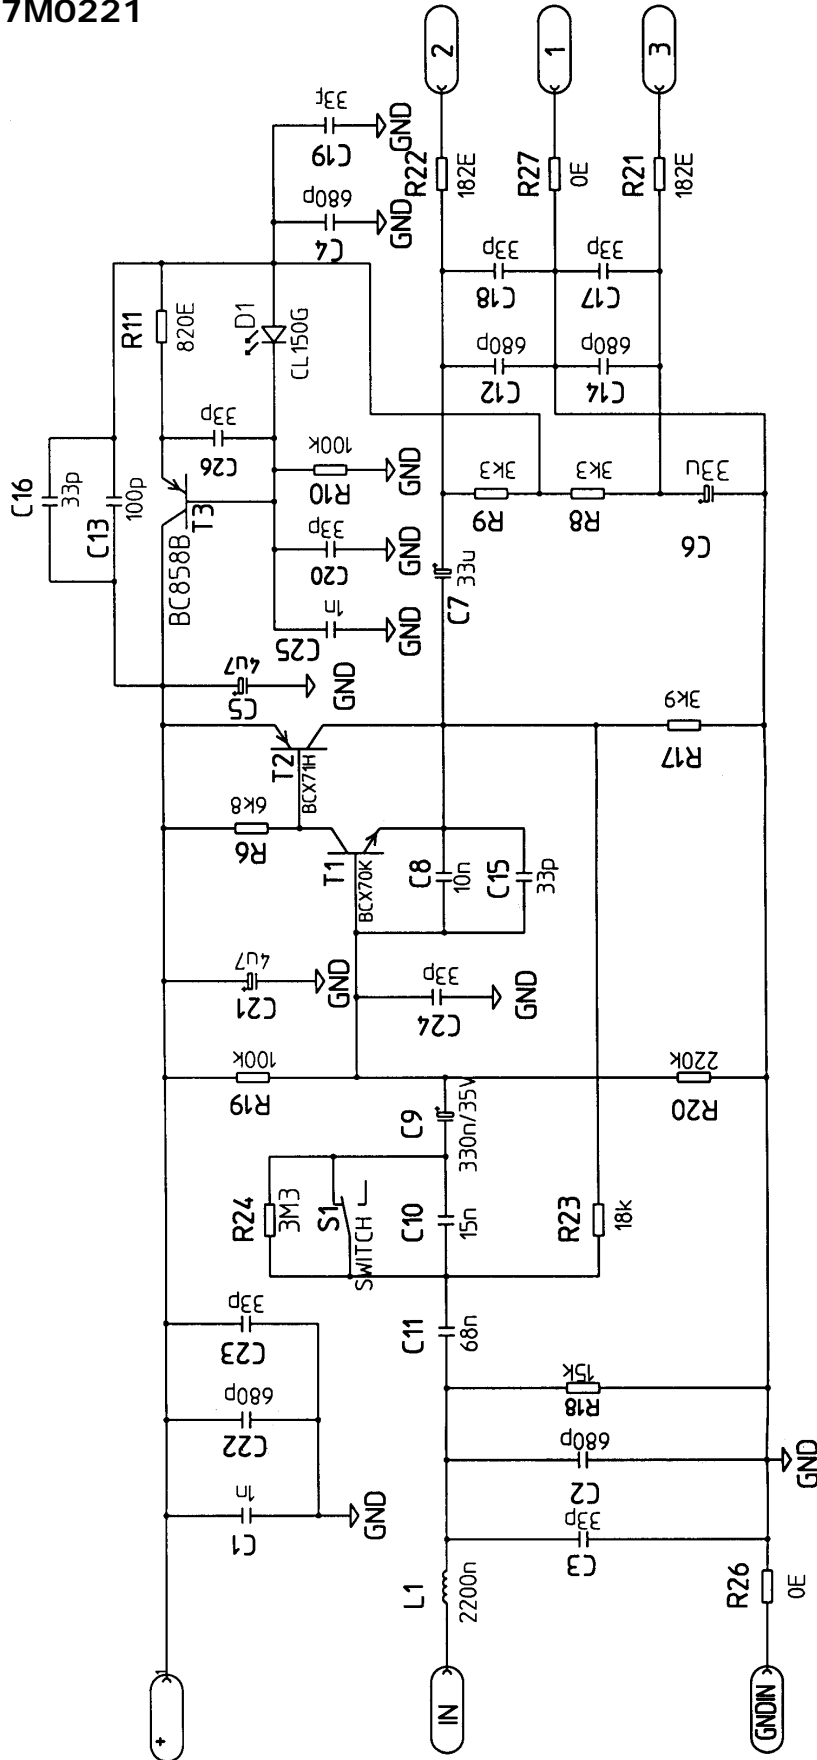 7M0221
2
1
3
R22
182E
R27
0E
R21
182E
C19
33p
GND
C4
680p
GND
C18
33p
C17
33p
C12
680p
C14
680p
R11
820E
D1
CL150G
C26
33p
C16
33p
C13
100p
BC858B
T3
R10
100k
GND
C20
33p
GND
C25
1n
GND
C5
4u7
GND
R9
3k3
R8
3k3
C6
33u
C7
33u
T2
BCX71H
R6
6k8
T1
BCX70K
C8
10n
C15
33p
R17
3k9
C21
4u7
GND
C24
33p
GND
R19
100k
C9
330n/35V
R20
220k
R24
3M3
S1
SWITCH
C10
15n
R23
18k
C23
33p
C22
680p
C1
1n
GND
C11
68n
R18
15k
C2
680p
C3
33p
GND
L1
2200n
R26
0E
+
1
IN
GNDIN